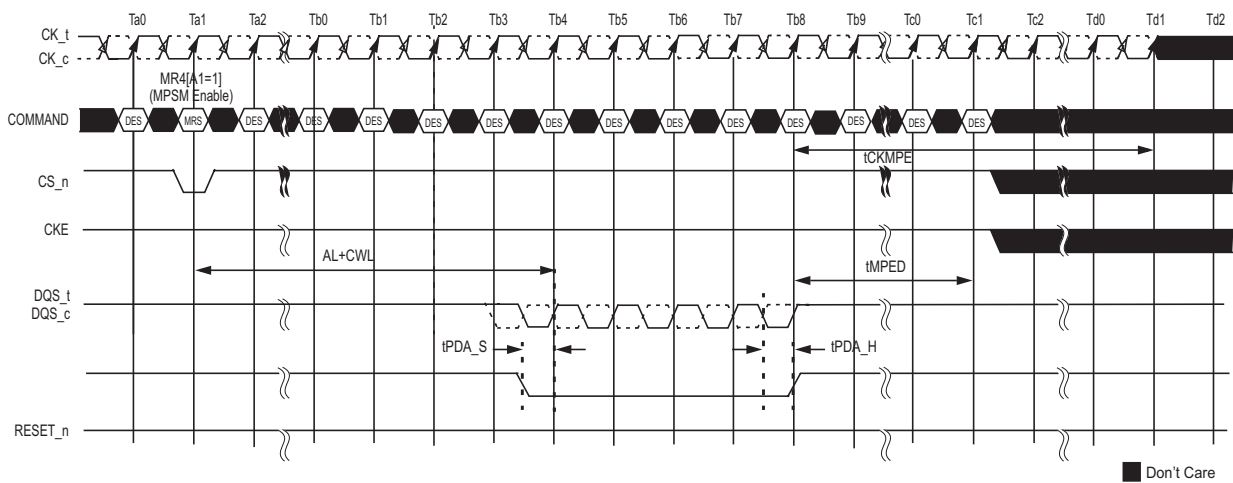 Ta0 Ta1 Ta2 Tb0 Tb1 Tb2 Tb3 Tb4 Tb5 Tb6 Tb7 Tb8 Tb9 Tc0 Tc1 Tc2 Td0 Td1 Td2
CK_t
CK_c
MR4[A1=1]
(MPSM Enable)
COMMAND DES MRS DES DES DES DES DES DES DES DES DES DES DES DES DES
tCKMPE
CS_n
CKE
AL+CWL
tMPED
DQS_t
DQS_c
tPDA_S tPDA_H
RESET_n
Don't Care